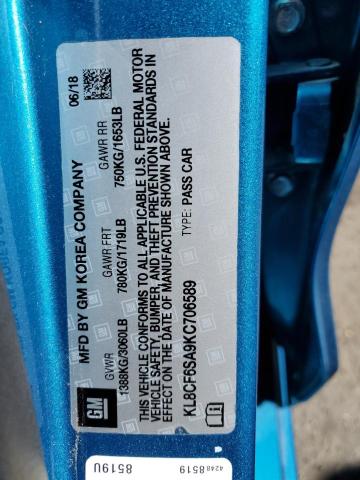 MFD BY GM KOREA COMPANY 06/18
GVWR GAWR FRT GAWR RR
1388KG/3060LB 780KG/1719LB 750KG/1653LB
THIS VEHICLE CONFORMS TO ALL APPLICABLE U.S. FEDERAL MOTOR
VEHICLE SAFETY, BUMPER, AND THEFT PREVENTION STANDARDS IN
EFFECT ON THE DATE OF MANUFACTURE SHOWN ABOVE.
KL8CF6SA9KC706589 TYPE: PASS CAR
GM
4248 8519
8519U